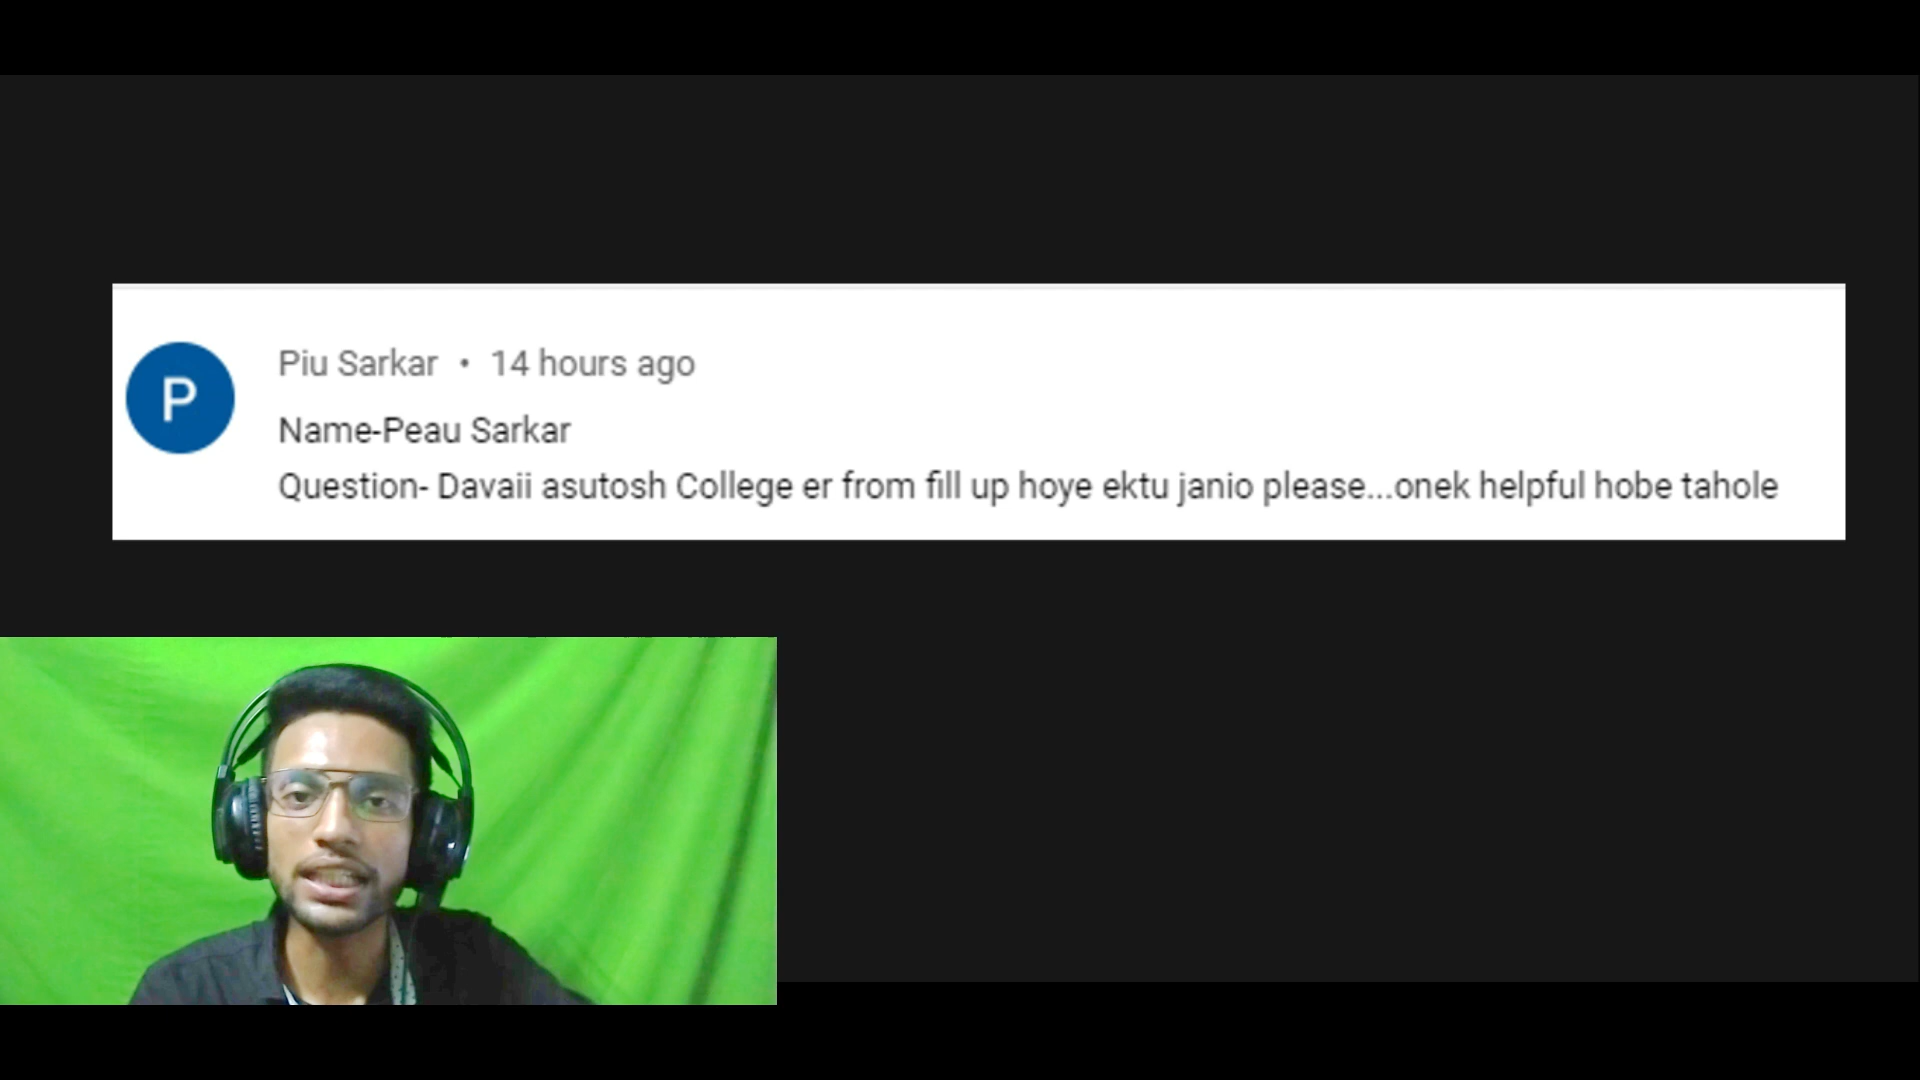 P
Piu Sarkar • 14 hours ago
Name-Peau Sarkar
Question- Davaii asutosh College er from fill up hoye ektu janio please...onek helpful hobe tahole